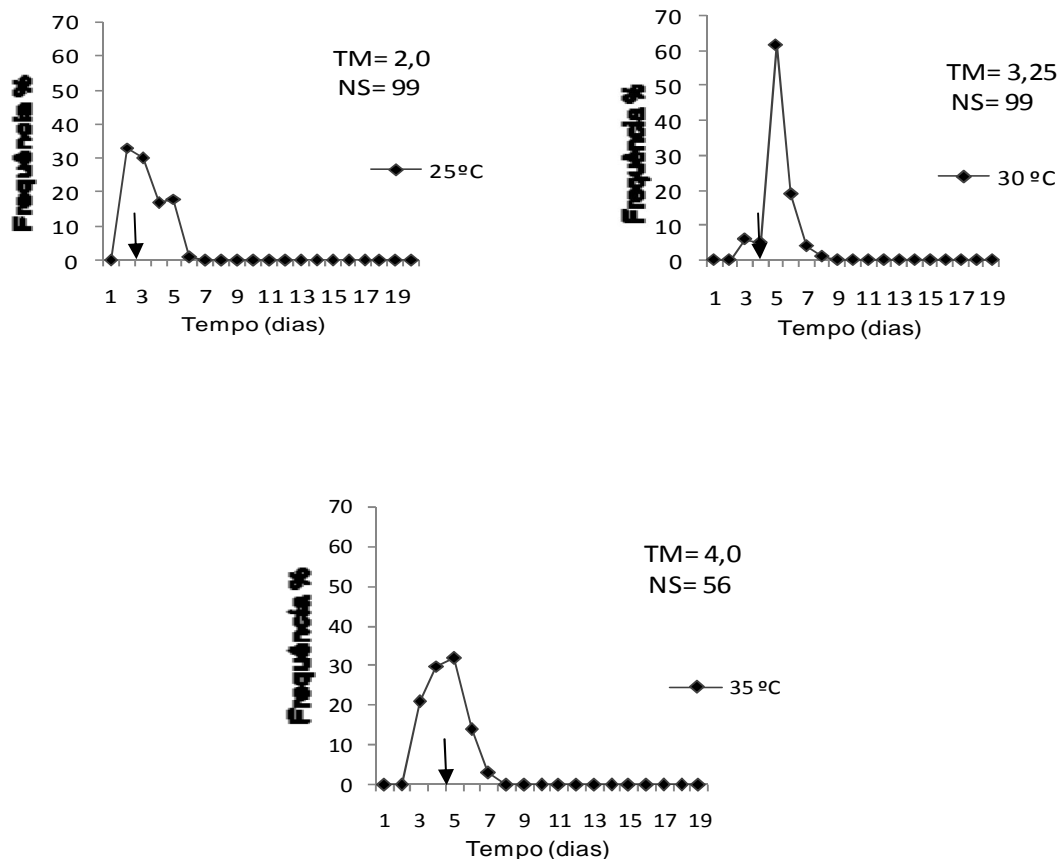 70
60
50
40
30
20
10
0
Frequência %
TM= 2,0
NS= 99
25ºC
1 3 5 7 9 11 13 15 17 19
Tempo (dias)
70
60
50
40
30
20
10
0
Frequência %
TM= 3,25
NS= 99
30 ºC
1 3 5 7 9 11 13 15 17 19
Tempo (dias)
70
60
50
40
30
20
10
0
Frequência %
TM= 4,0
NS= 56
35 ºC
1 3 5 7 9 11 13 15 17 19
Tempo (dias)